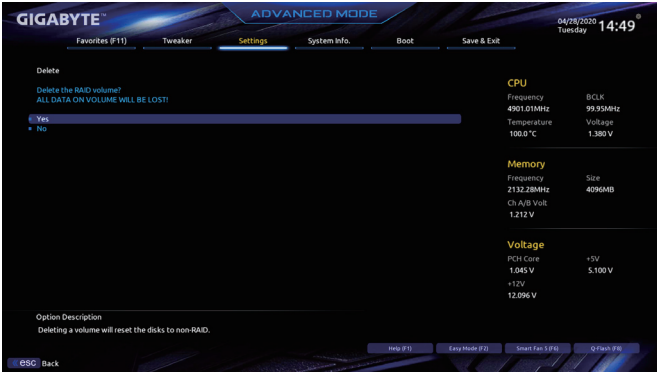 GIGABYTE™
ADVANCED MODE
04/28/2020
Tuesday
14:49
Favorites (F11) Tweaker Settings System Info. Boot Save & Exit
Delete
Delete the RAID volume?
ALL DATA ON VOLUME WILL BE LOST!
Yes
No
CPU
Frequency BCLK
4901.01MHz 99.95MHz
Temperature Voltage
100.0 °C 1.380 V
Memory
Frequency Size
2132.28MHz 4096MB
Ch A/B Volt
1.212 V
Voltage
PCH Core +5V
1.045 V 5.100 V
+12V
12.096 V
Option Description
Deleting a volume will reset the disks to non-RAID.
Help (F1) Easy Mode (F2) Smart Fan 5 (F6) Q-Flash (F8)
esc Back